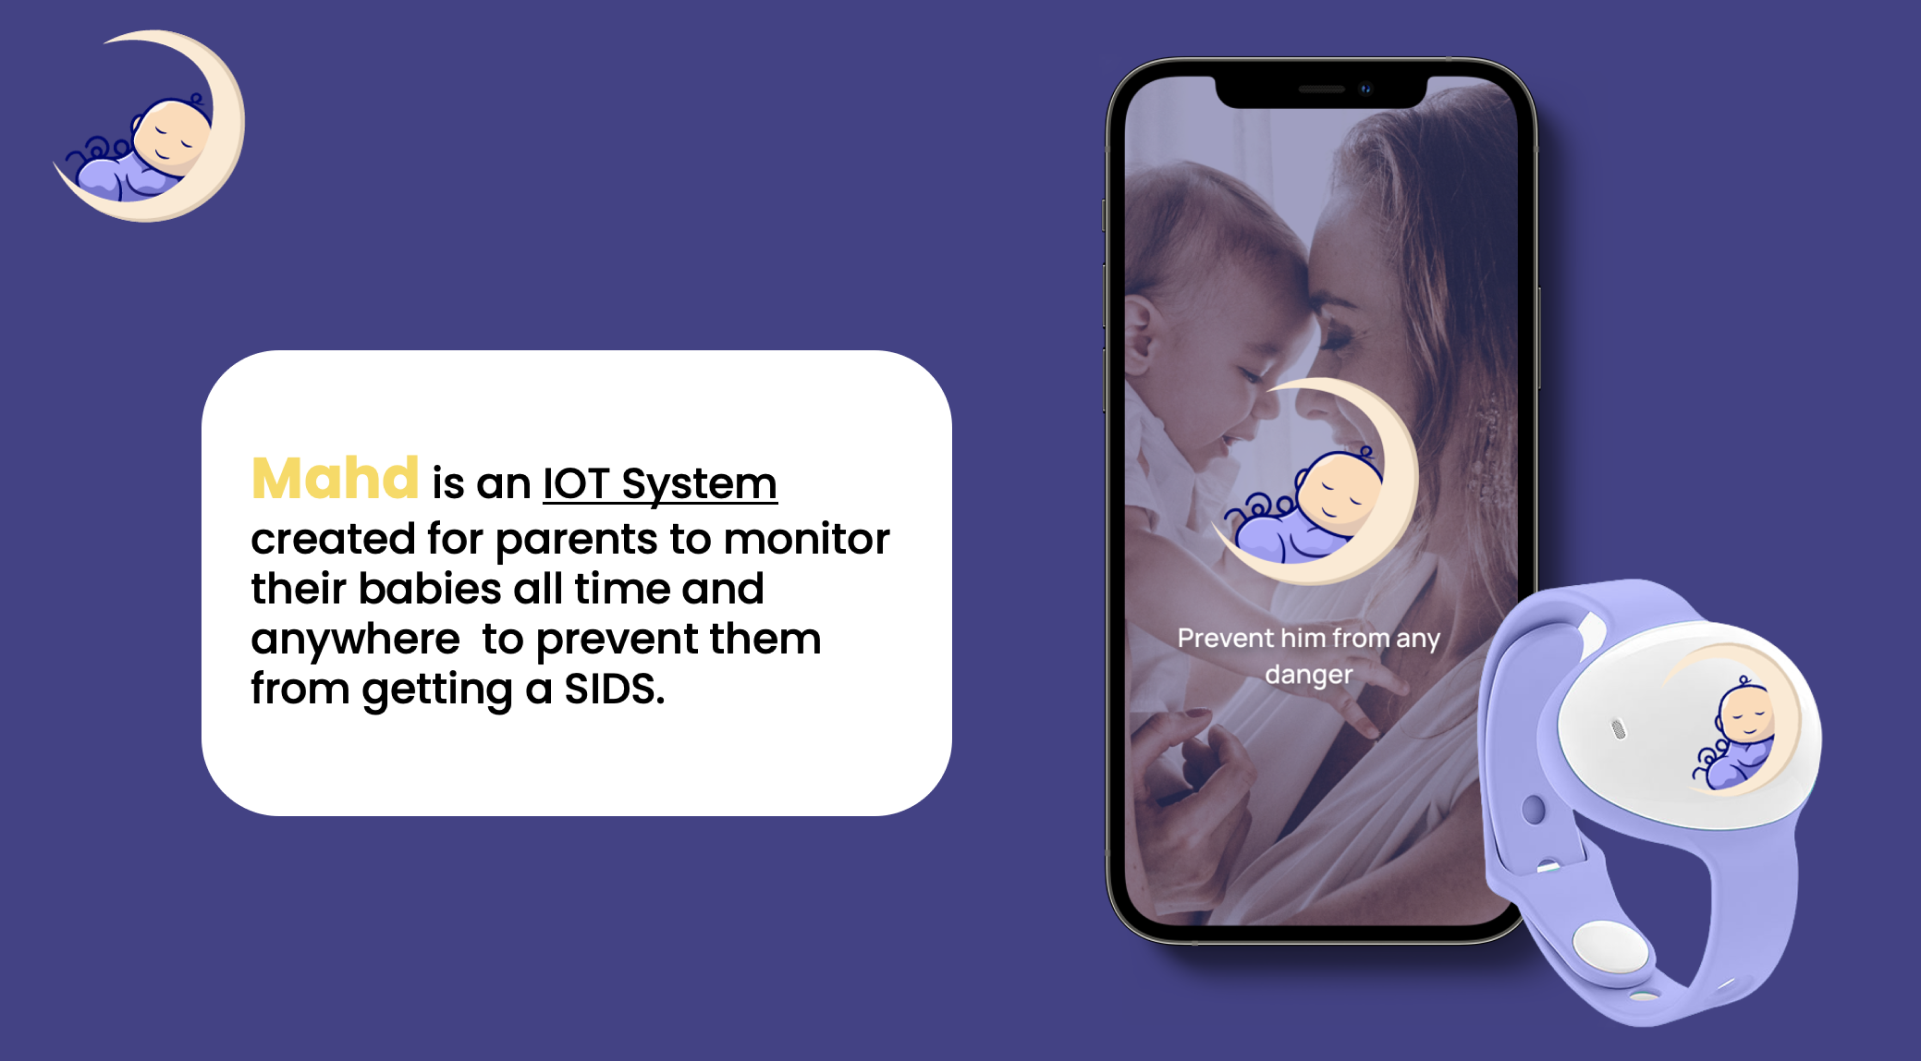 Mahd is an IOT System
created for parents to monitor
their babies all time and
anywhere  to prevent them
from getting a SIDS.
Prevent him from any
danger